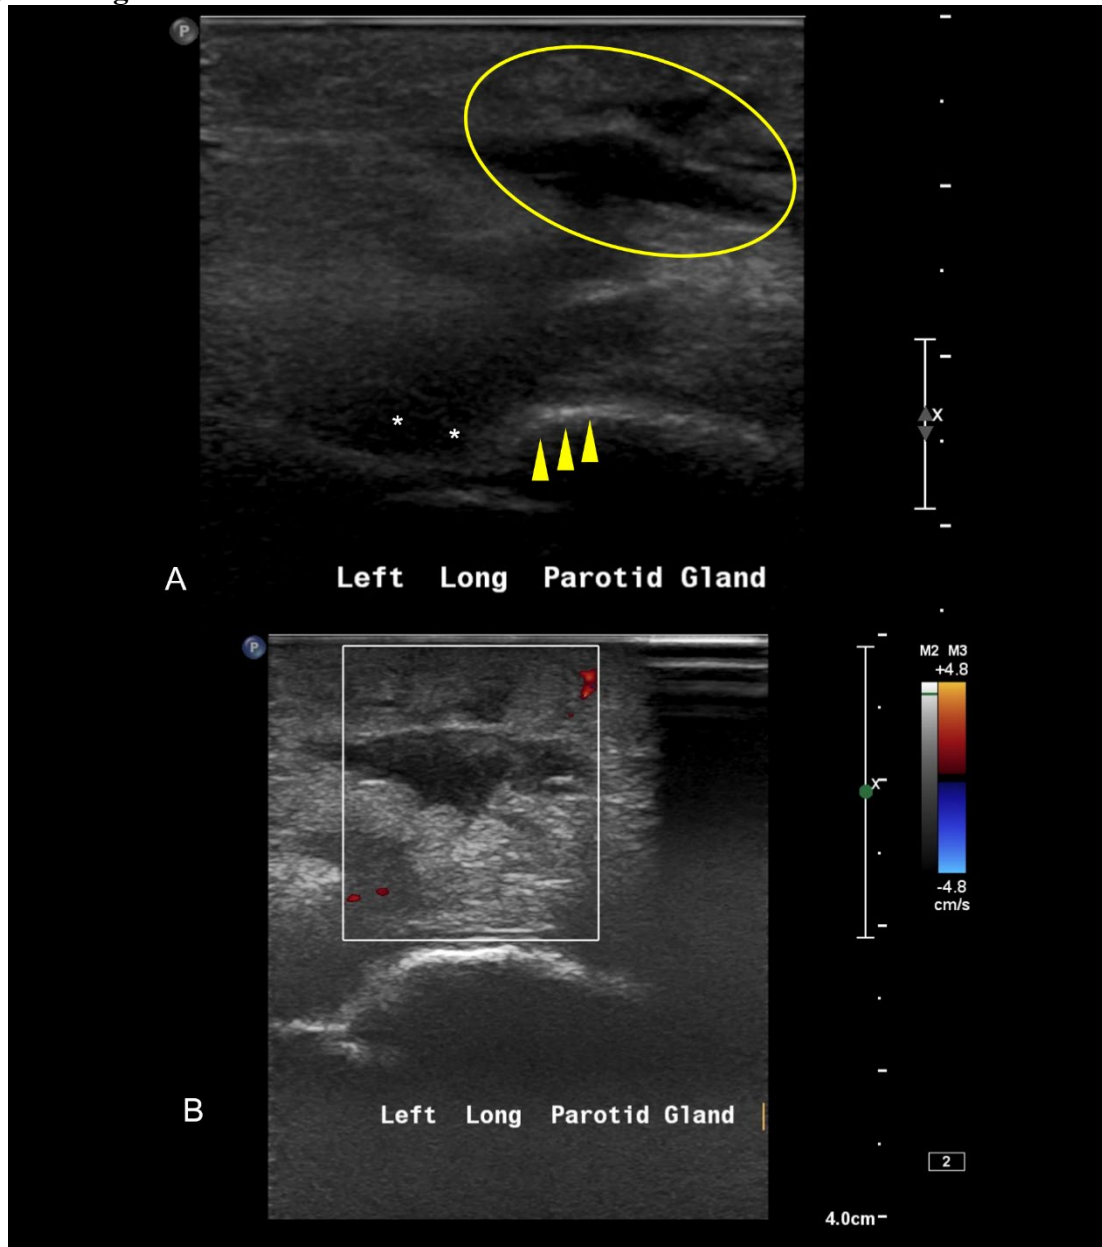 P
* *
X
A
Left Long Parotid Gland
P
M2 M3
+4.8
X
-4.8
cm/s
B
Left Long Parotid Gland
2
4.0cm